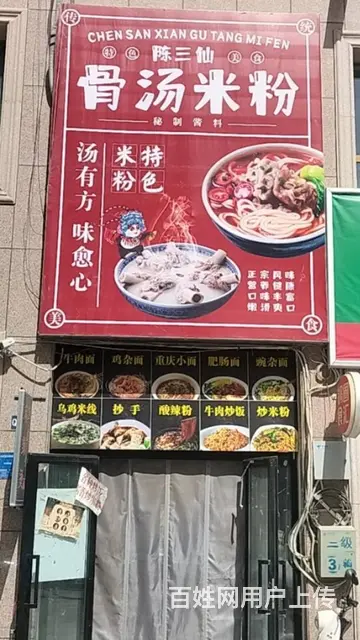 传
统
CHEN SAN XIAN GU TANG MI FEN
特色
陈三仙
美食
骨汤米粉
秘制酱料
汤有方 味愈心
特色
米粉
美
食
牛肉面 鸡杂面 重庆小面 肥肠面 豌杂面
乌鸡米线 抄手 酸辣粉 牛肉炒饭 炒米粉
三级
3
百姓网用户上传